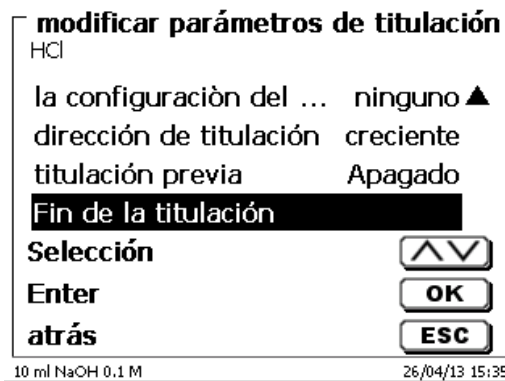 modificar parámetros de titulación
HCl
la configuraciòn del ... ninguno
dirección de titulación creciente
titulación previa Apagado
Fin de la titulación
Selección
Enter OK
atrás ESC
10 ml NaOH 0.1 M 26/04/13 15:35